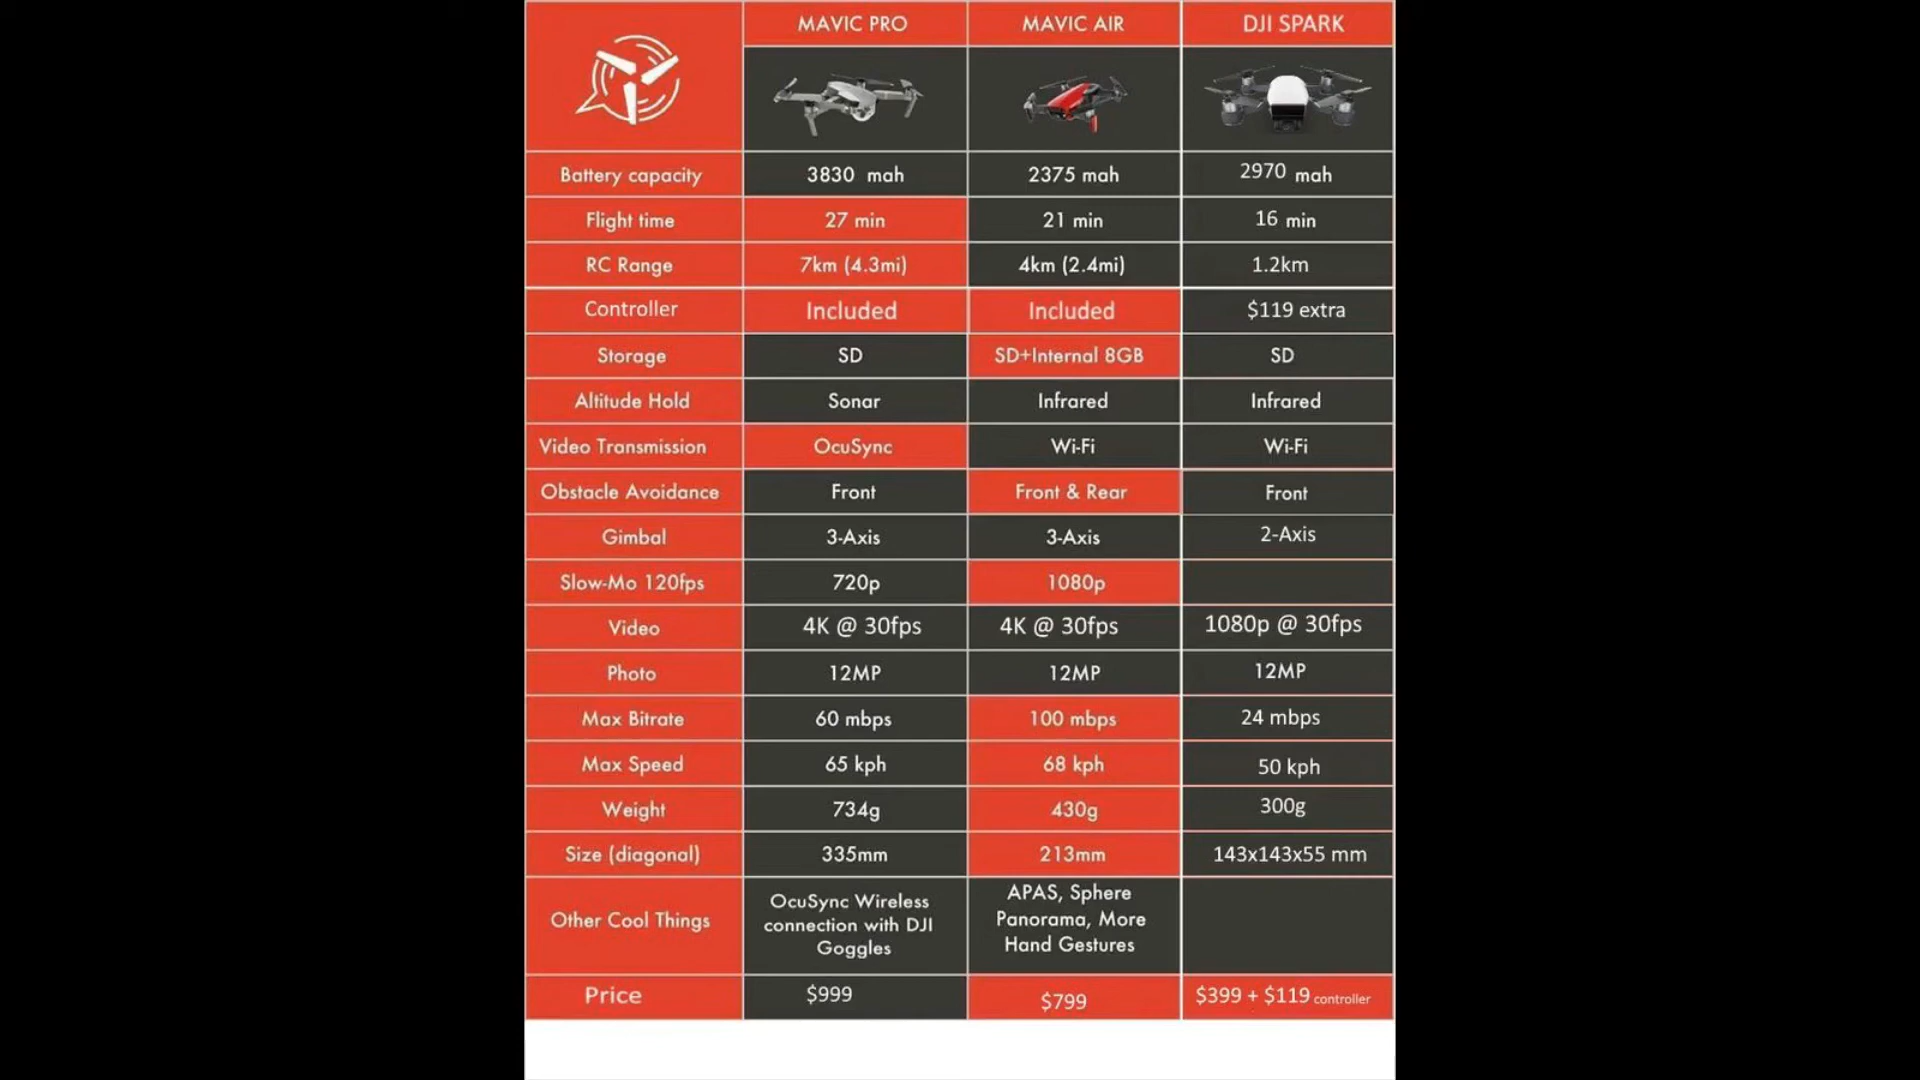 MAVIC PRO MAVIC AIR DJI SPARK
Battery capacity 3830 mah 2375 mah 2970 mah
Flight time 27 min 21 min 16 min
RC Range 7km (4.3mi) 4km (2.4mi) 1.2km
Controller Included Included $119 extra
Storage SD SD+Internal 8GB SD
Altitude Hold Sonar Infrared Infrared
Video Transmission OcuSync Wi-Fi Wi-Fi
Obstacle Avoidance Front Front & Rear Front
Gimbal 3-Axis 3-Axis 2-Axis
Slow-Mo 120fps 720p 1080p
Video 4K @ 30fps 4K @ 30fps 1080p @ 30fps
Photo 12MP 12MP 12MP
Max Bitrate 60 mbps 100 mbps 24 mbps
Max Speed 65 kph 68 kph 50 kph
Weight 734g 430g 300g
Size (diagonal) 335mm 213mm 143x143x55 mm
Other Cool Things
OcuSync Wireless
connection with DJI
Goggles
APAS, Sphere
Panorama, More
Hand Gestures
Price $999 $799 $399 + $119 controller